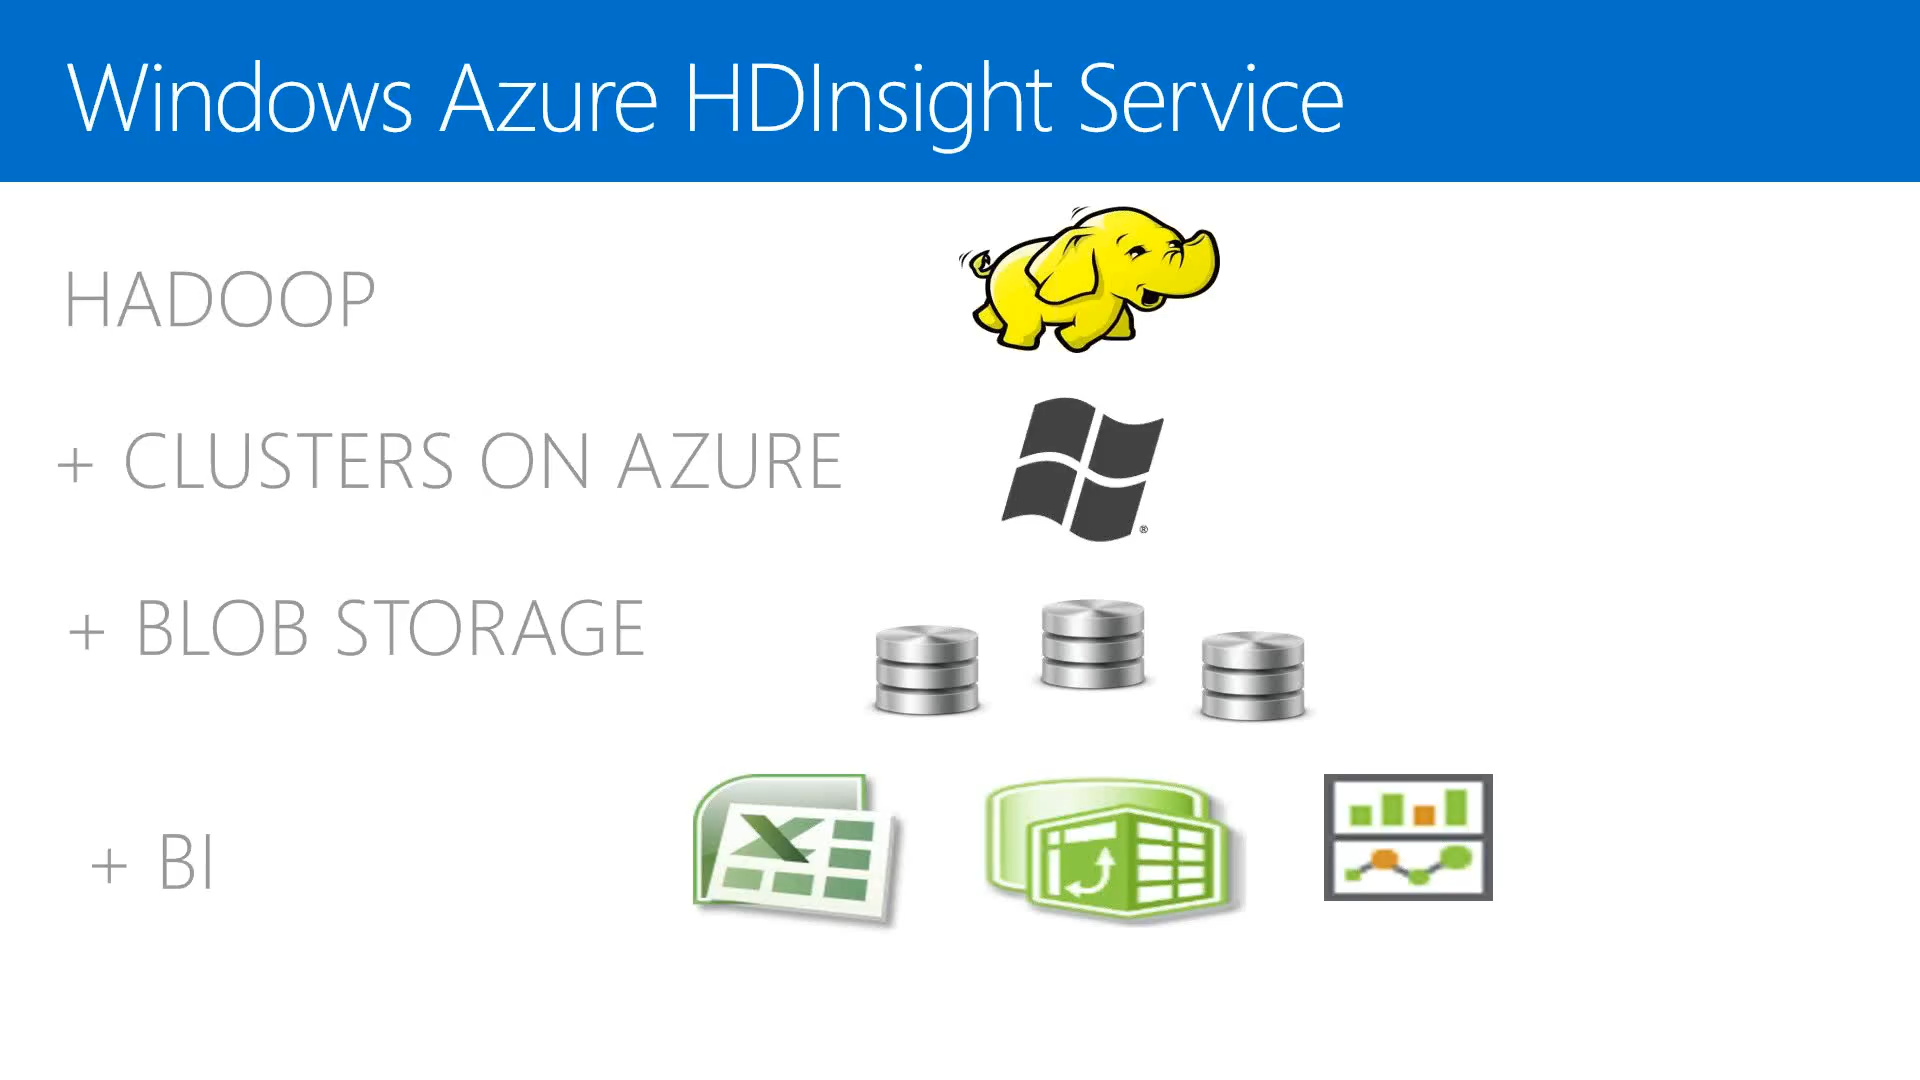 Windows Azure HDInsight Service
HADOOP
+ CLUSTERS ON AZURE
®
+ BLOB STORAGE
+ BI